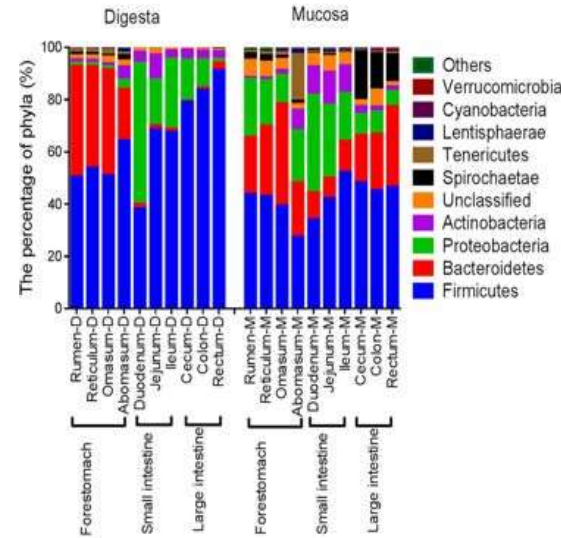 Digesta
Mucosa
The percentage of phyla (%)
100
80
60
40
20
0
Rumen-D
Reticulum-D
Omasum-D
Abomasum-D
Duodenum-D
Jejunum-D
Ileum-D
Cecum-D
Colon-D
Rectum-D
Rumen-M
Reticulum-M
Omasum-M
Abomasum-M
Duodenum-M
Jejunum-M
Ileum-M
Cecum-M
Colon-M
Rectum-M
Forestomach
Small intestine
Large intestine
Forestomach
Small intestine
Large intestine
Others
Verrucomicrobia
Cyanobacteria
Lentisphaerae
Tenericutes
Spirochaetae
Unclassified
Actinobacteria
Proteobacteria
Bacteroidetes
Firmicutes